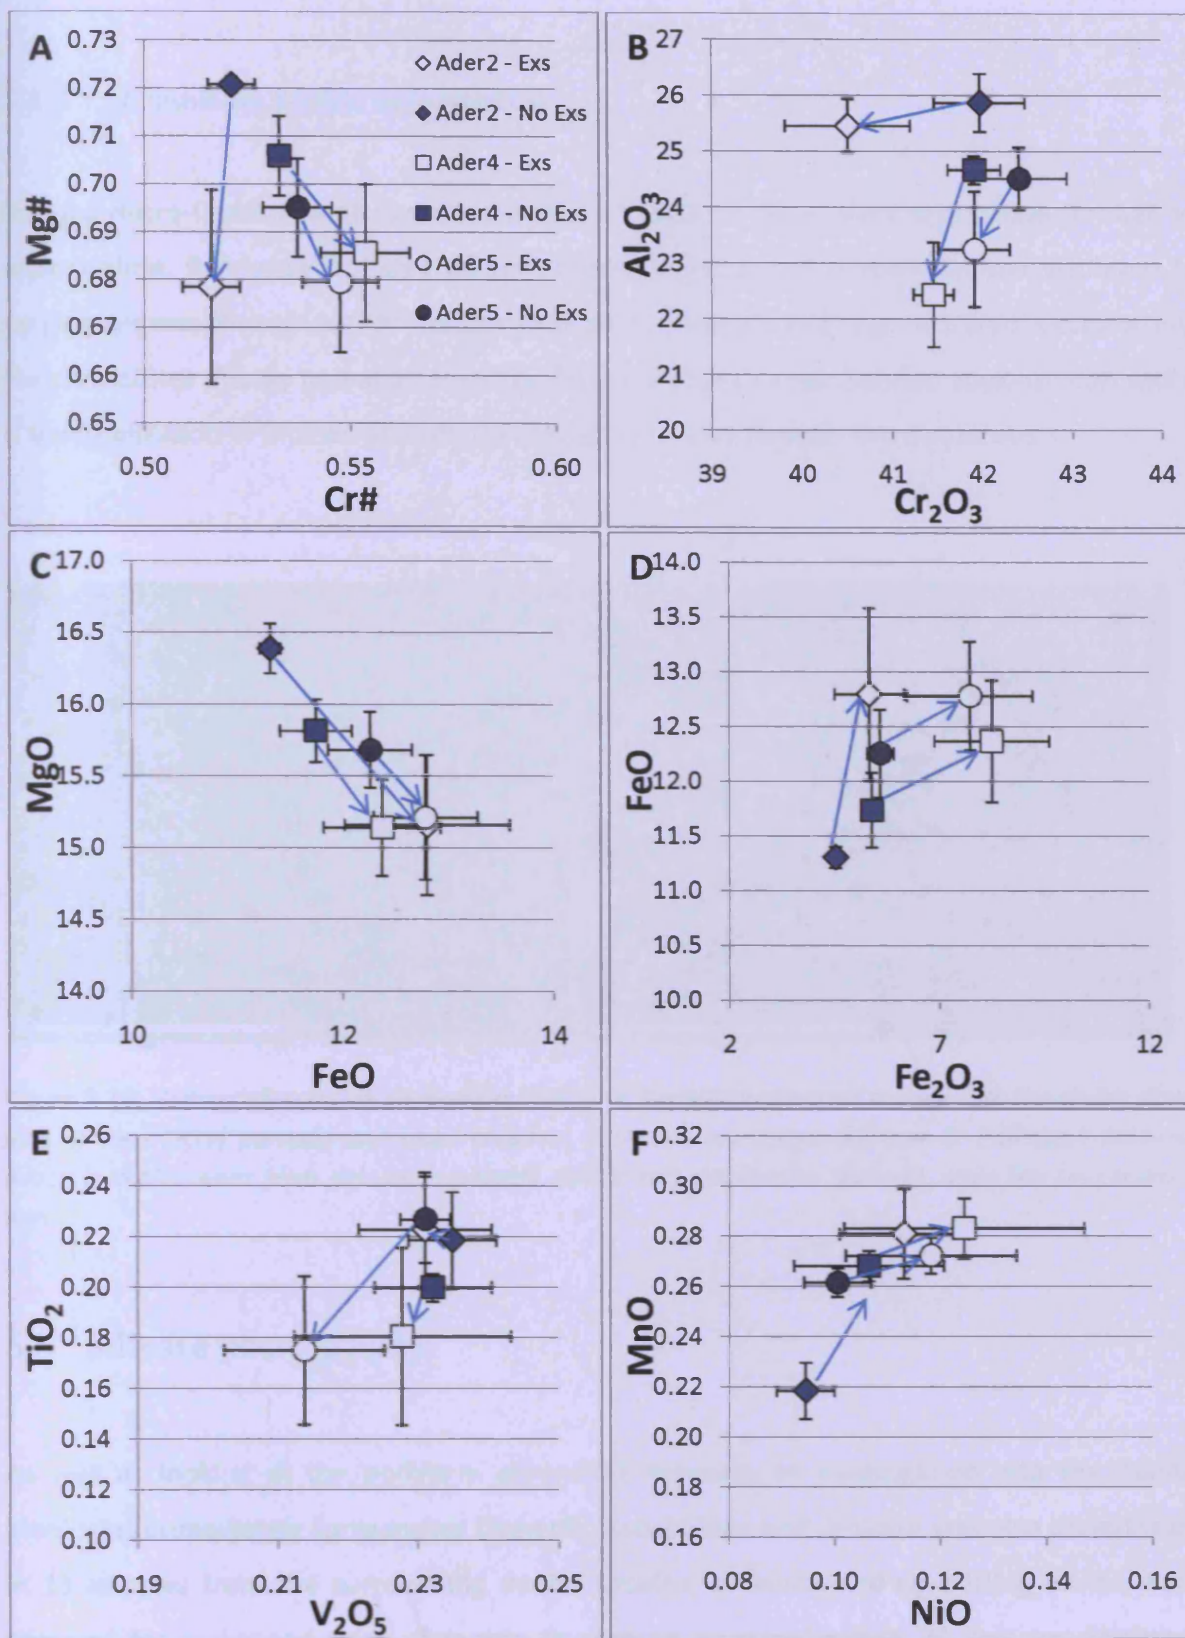 A
0.73
0.72
0.71
0.70
0.69
0.68
0.67
0.66
0.65
Mg#
0.50 0.55 0.60
Cr#
Ader2 - Exs
Ader2 - No Exs
Ader4 - Exs
Ader4 - No Exs
Ader5 - Exs
Ader5 - No Exs
B
27
26
25
24
23
22
21
20
Al₂O₃
39 40 41 42 43 44
Cr₂O₃
C
17.0
16.5
16.0
15.5
15.0
14.5
14.0
MgO
10 12 14
FeO
D
14.0
13.5
13.0
12.5
12.0
11.5
11.0
10.5
10.0
FeO
2 7 12
Fe₂O₃
E
0.26
0.24
0.22
0.20
0.18
0.16
0.14
0.12
0.10
TiO₂
0.19 0.21 0.23 0.25
V₂O₅
F
0.32
0.30
0.28
0.26
0.24
0.22
0.20
0.18
0.16
MnO
0.08 0.10 0.12 0.14 0.16
NiO